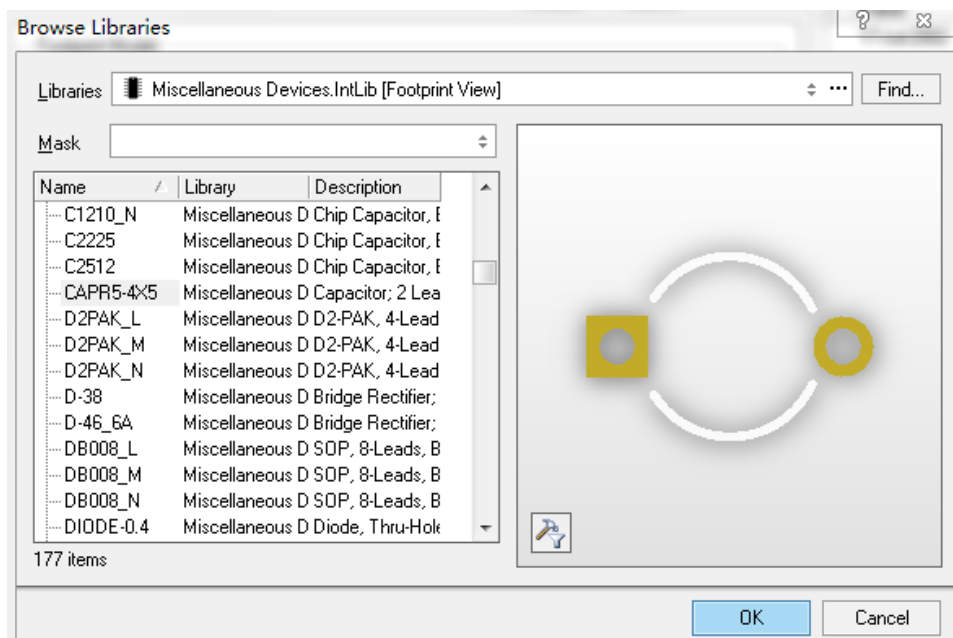 Browse Libraries
Libraries Miscellaneous Devices.IntLib [Footprint View] ... Find...
Mask
Name Library Description
C1210_N Miscellaneous D Chip Capacitor, E
C2225 Miscellaneous D Chip Capacitor, E
C2512 Miscellaneous D Chip Capacitor, E
CAPR5-4X5 Miscellaneous D Capacitor; 2 Lea
D2PAK_L Miscellaneous D D2-PAK, 4-Lead
D2PAK_M Miscellaneous D D2-PAK, 4-Lead
D2PAK_N Miscellaneous D D2-PAK, 4-Lead
D-38 Miscellaneous D Bridge Rectifier;
D-46_6A Miscellaneous D Bridge Rectifier;
DB008_L Miscellaneous D SOP, 8-Leads, B
DB008_M Miscellaneous D SOP, 8-Leads, B
DB008_N Miscellaneous D SOP, 8-Leads, B
DIODE-0.4 Miscellaneous D Diode, Thru-Hole
177 items
OK Cancel